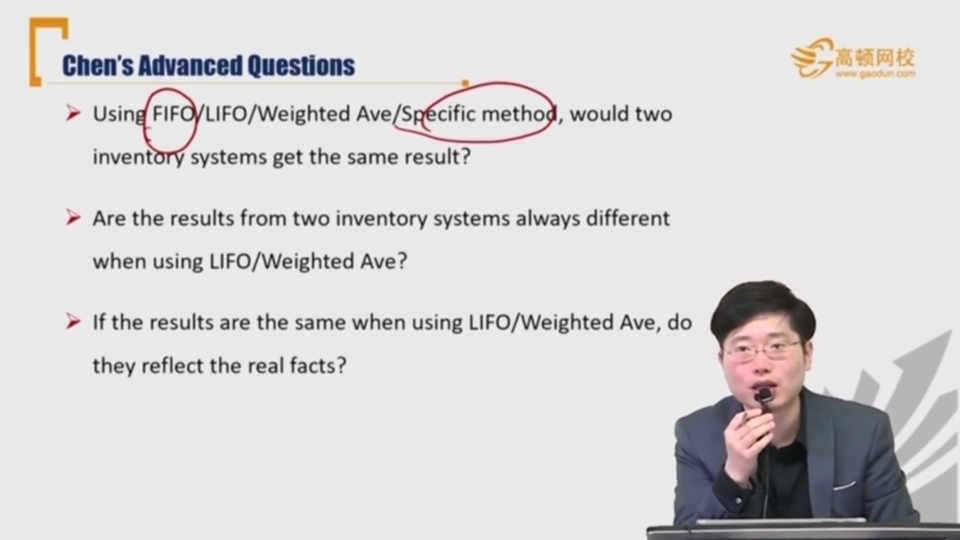 Chen's Advanced Questions
高顿网校
www.gaodun.com
Using FIFO/LIFO/Weighted Ave/Specific method, would two
inventory systems get the same result?
Are the results from two inventory systems always different
when using LIFO/Weighted Ave?
If the results are the same when using LIFO/Weighted Ave, do
they reflect the real facts?